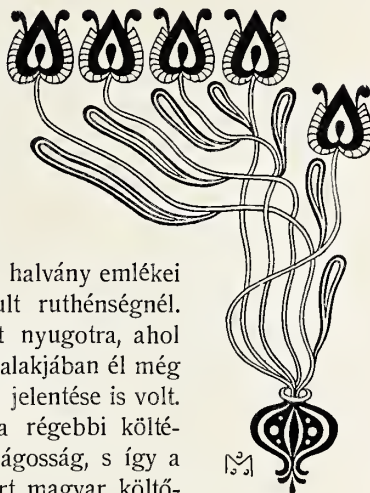 halvány emlékei
ult ruthénségnél.
t nyugotra, ahol
alakjában él még
jelentése is volt.
a régebbi költé-
ágosság, s így a
rt magyar költő-